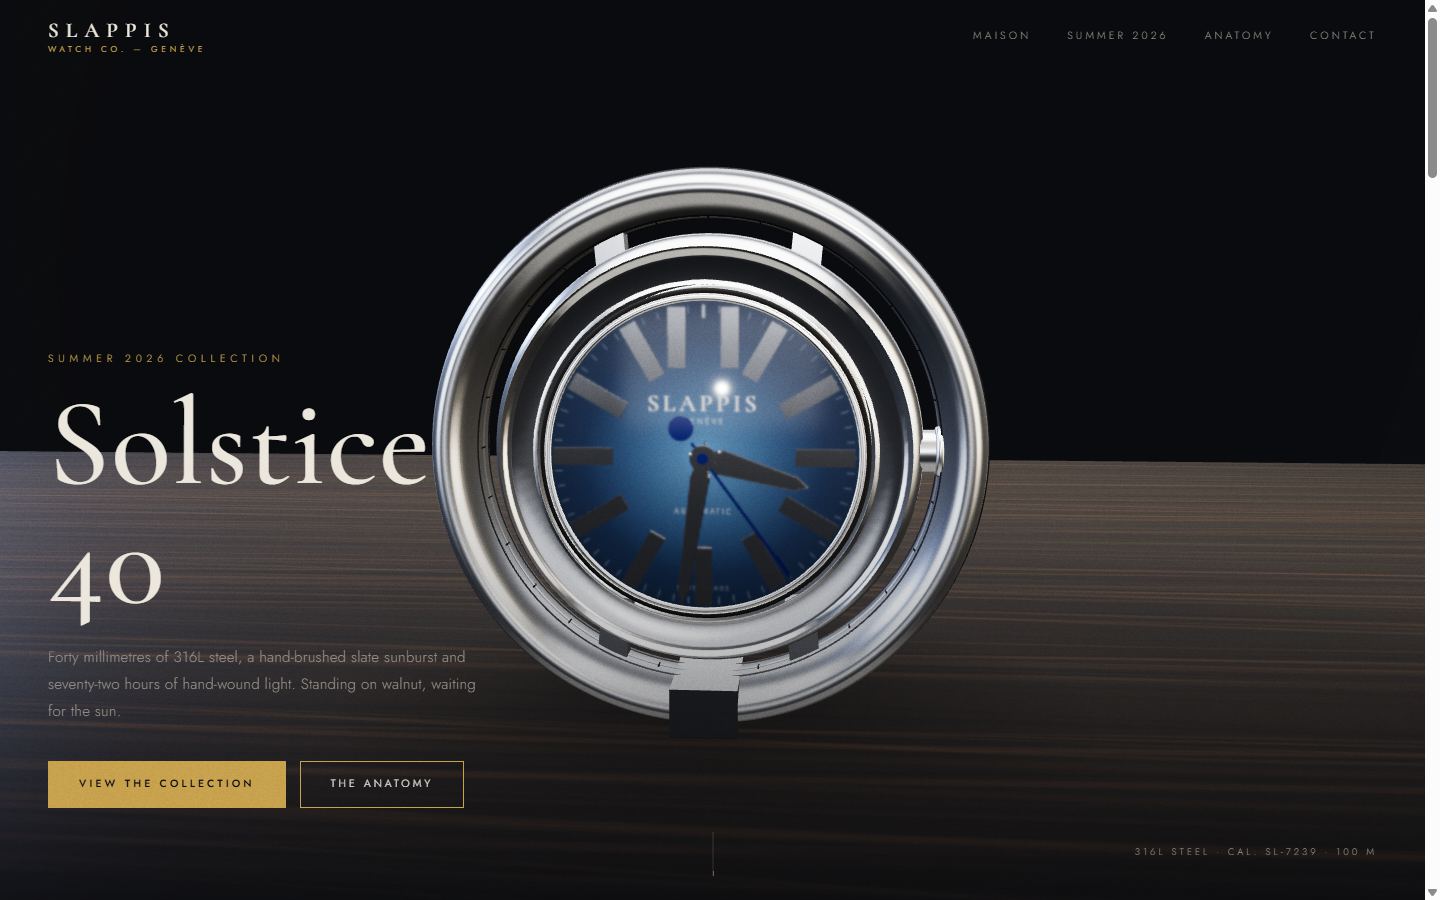 SLAPPIS
WATCH CO. — GENÈVE
MAISON
SUMMER 2026
ANATOMY
CONTACT
SUMMER 2026 COLLECTION
Solstice
40
Forty millimetres of 316L steel, a hand-brushed slate sunburst and
seventy-two hours of hand-wound light. Standing on walnut, waiting
for the sun.
VIEW THE COLLECTION
THE ANATOMY
SLAPPIS
316L STEEL · CAL. SL-7239 · 100 M